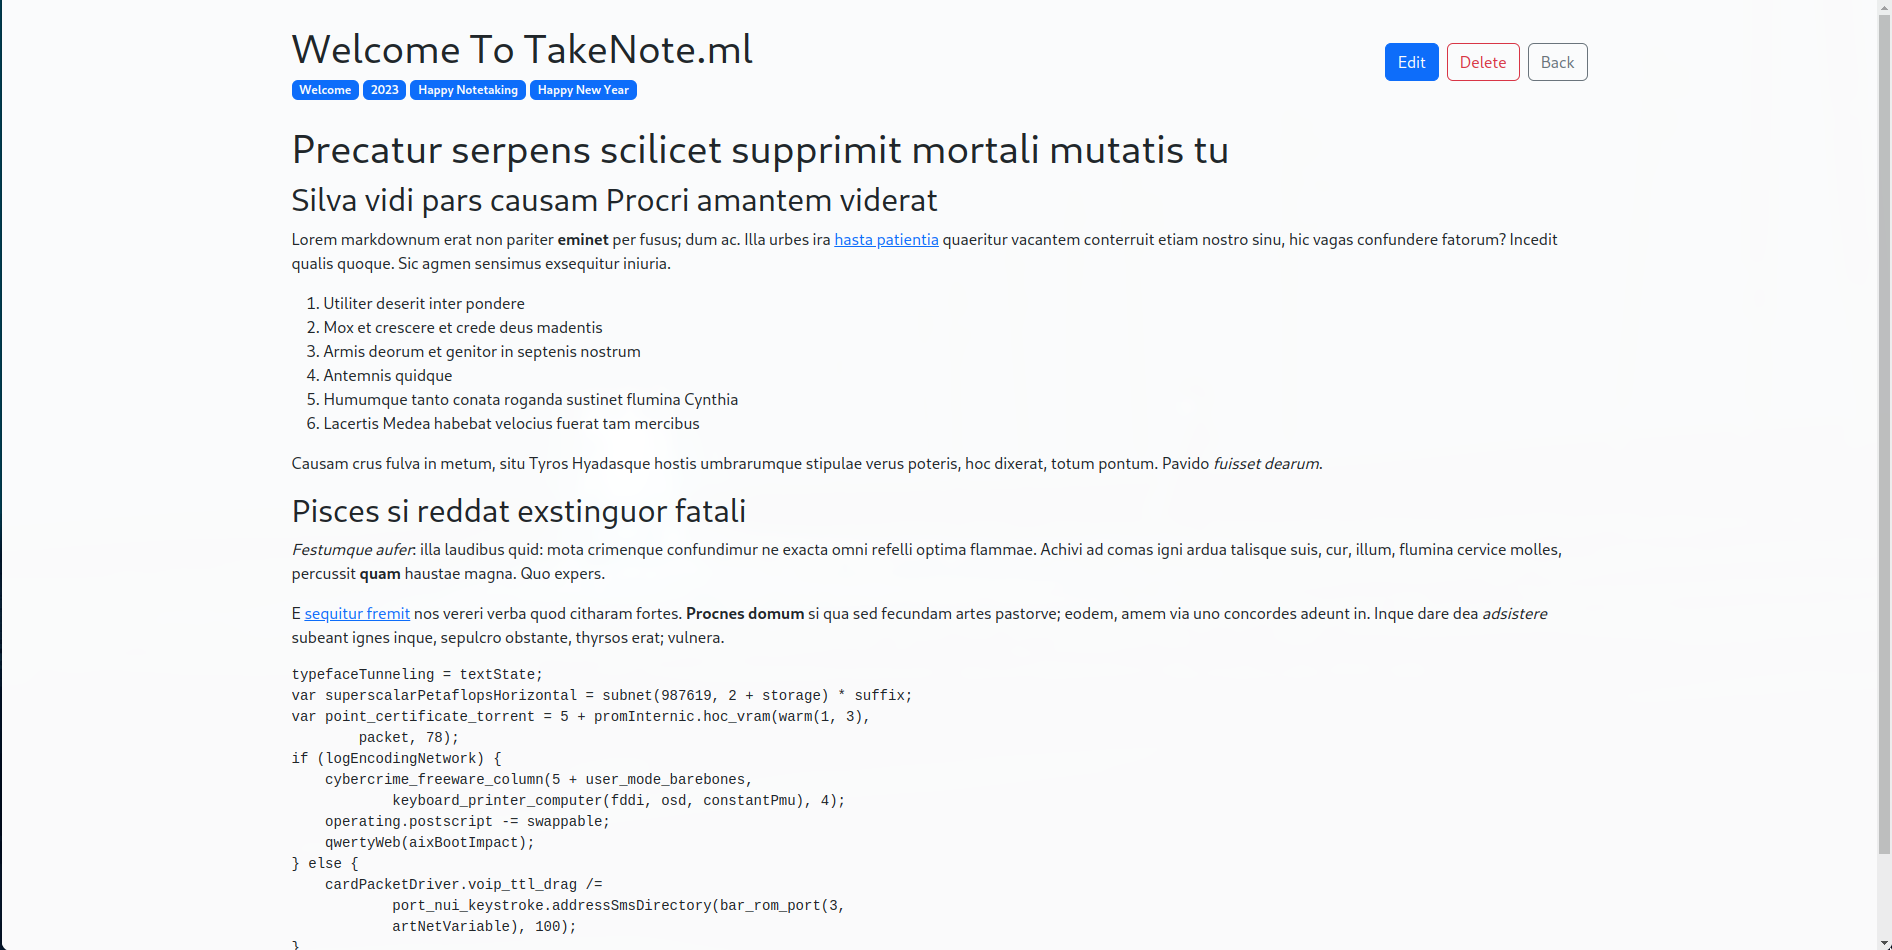 Welcome To TakeNote.ml
Edit Delete Back
Welcome 2023 Happy Notetaking Happy New Year
Precatur serpens scilicet supprimit mortali mutatis tu
Silva vidi pars causam Procri amantem viderat
Lorem markdownum erat non pariter eminet per fusus; dum ac. Illa urbes ira hasta patientia quaeritur vacantem conterruit etiam nostro sinu, hic vagas confundere fatorum? Incedit
qualis quoque. Sic agmen sensimus exsequitur iniuria.
1. Utiliter deserit inter pondere
2. Mox et crescere et crede deus madentis
3. Armis deorum et genitor in septenis nostrum
4. Antemnis quidque
5. Humumque tanto conata roganda sustinet flumina Cynthia
6. Lacertis Medea habebat velocius fuerat tam mercibus
Causam crus fulva in metum, situ Tyros Hyadasque hostis umbrarumque stipulae verus poteris, hoc dixerat, totum pontum. Pavido fuisset dearum.
Pisces si reddat exstinguor fatali
Festumque aufer: illa laudibus quid: mota crimenque confundimur ne exacta omni refelli optima flammae. Achivi ad comas igni ardua talisque suis, cur, illum, flumina cervice molles,
percussit quam haustae magna. Quo expers.
E sequitur fremit nos vereri verba quod citharam fortes. Procnes domum si qua sed fecundam artes pastorve; eodem, amem via uno concordes adeunt in. Inque dare dea adsistere
subeant ignes inque, sepulcro obstante, thyrsos erat; vulnera.
typefaceTunneling = textState;
var superscalarPetaflopsHorizontal = subnet(987619, 2 + storage) * suffix;
var point_certificate_torrent = 5 + promInternic.hoc_vram(warm(1, 3),
        packet, 78);
if (logEncodingNetwork) {
    cybercrime_freeware_column(5 + user_mode_barebones,
            keyboard_printer_computer(fddi, osd, constantPmu), 4);
    operating.postscript -= swappable;
    qwertyWeb(aixBootImpact);
} else {
    cardPacketDriver.voip_ttl_drag /=
            port_nui_keystroke.addressSmsDirectory(bar_rom_port(3,
            artNetVariable), 100);
}